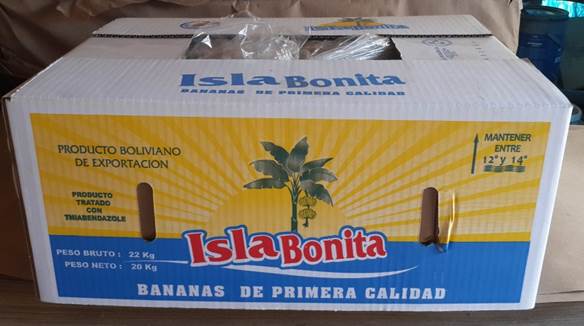 Isla Bonita
BANANAS DE PRIMERA CALIDAD
PRODUCTO BOLIVIANO
DE EXPORTACION
MANTENER
ENTRE
12° y 14°
PRODUCTO
TRATADO
CON
THIABENDAZOLE
Isla Bonita
PESO BRUTO : 22 Kg
PESO NETO : 20 Kg
BANANAS DE PRIMERA CALIDAD